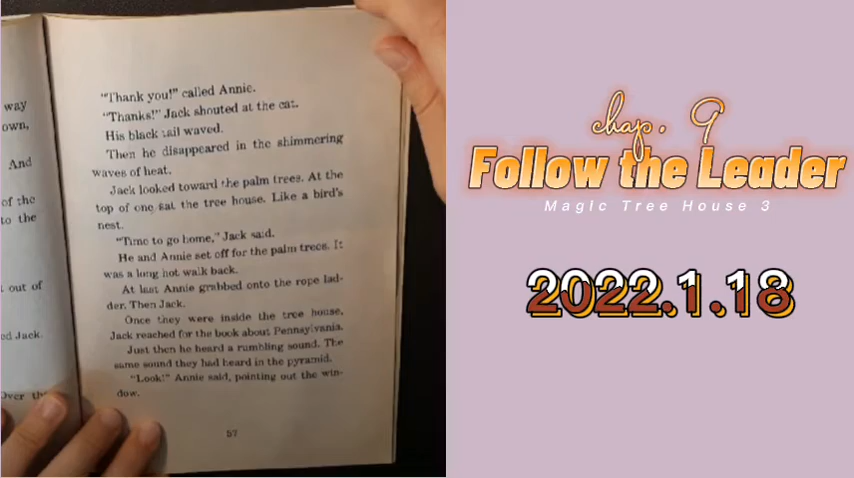 way
own,
And
of the
to the
out of
ed Jack.
Over the
"Thank you!" called Annie.
"Thanks!" Jack shouted at the cat.
His black tail waved.
Then he disappeared in the shimmering
waves of heat.
Jack looked toward the palm trees. At the
top of one sat the tree house. Like a bird's
nest.
"Time to go home," Jack said.
He and Annie set off for the palm trees. It
was a long hot walk back.
At last Annie grabbed onto the rope lad-
der. Then Jack.
Once they were inside the tree house,
Jack reached for the book about Pennsylvania.
Just then he heard a rumbling sound. The
same sound they had heard in the pyramid.
"Look!" Annie said, pointing out the win-
dow.
57
chap. 9
Follow the Leader
Magic Tree House 3
2022.1.18